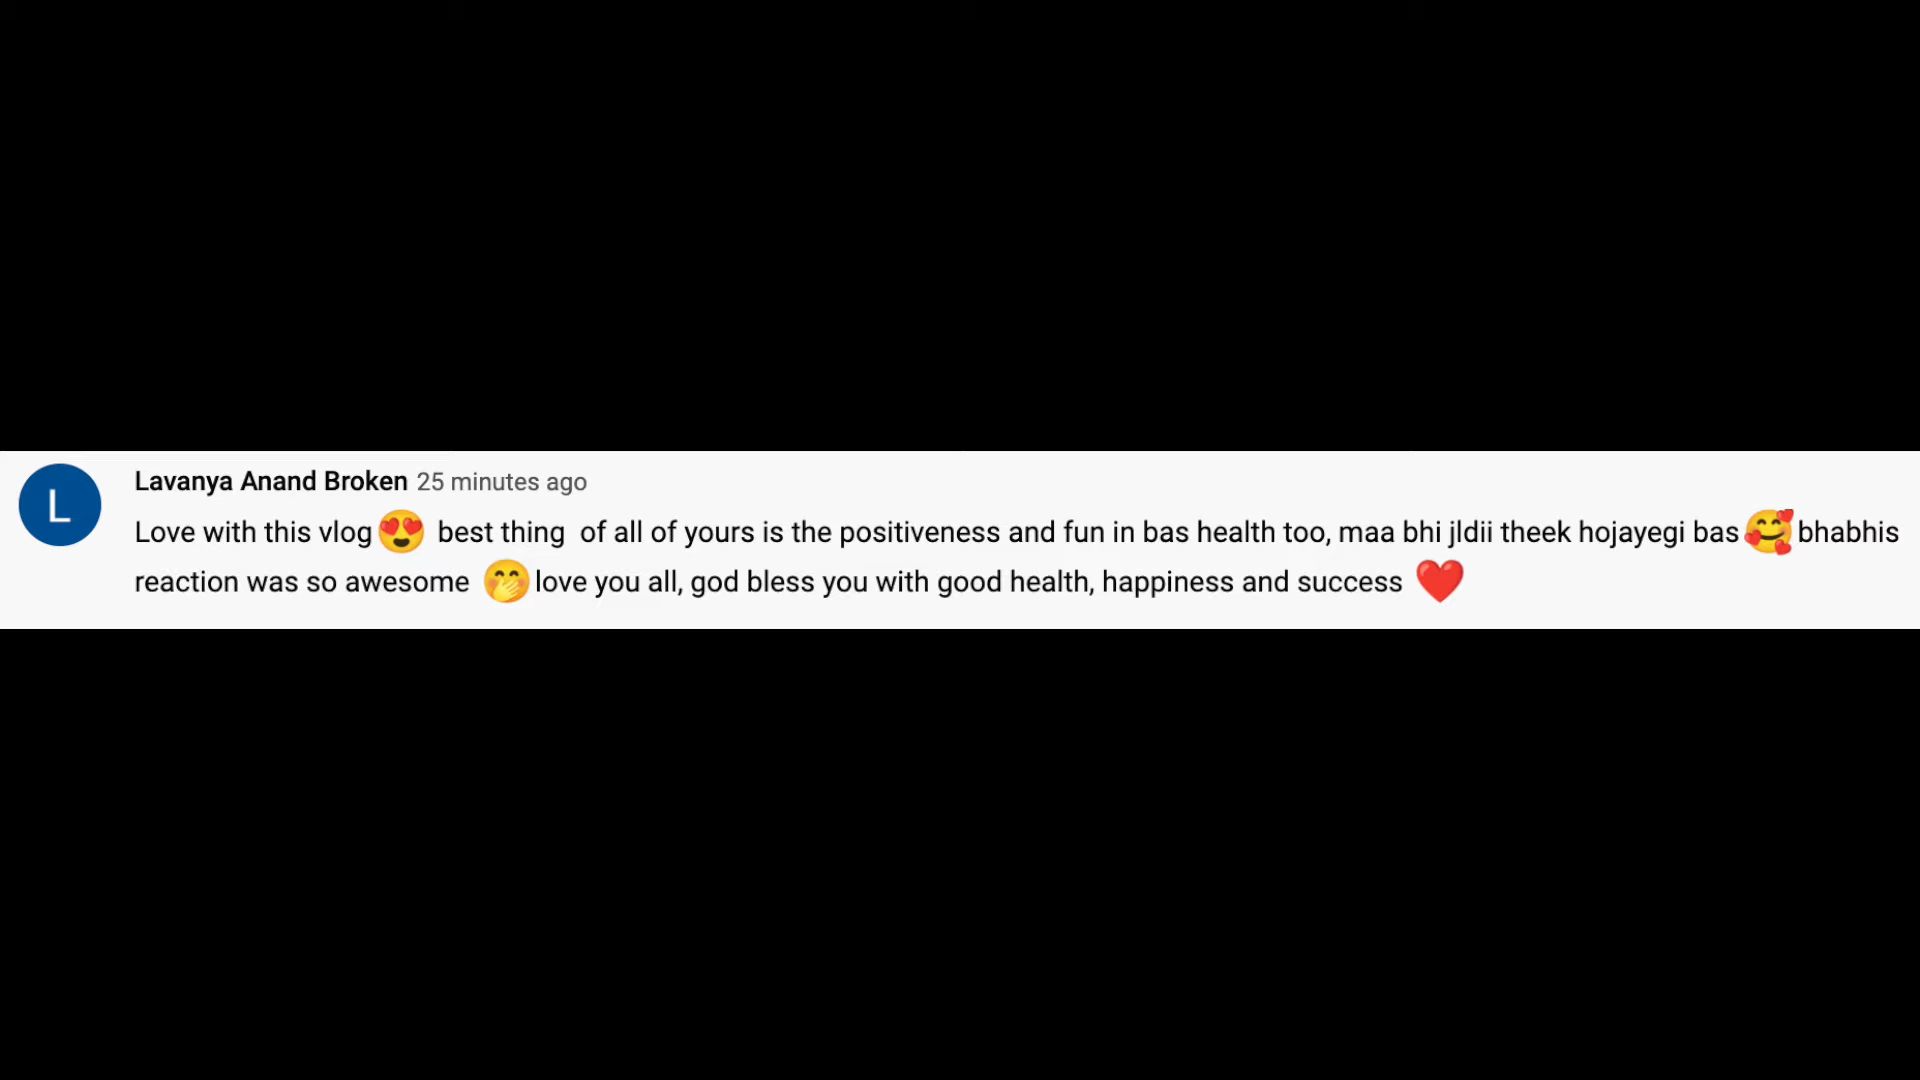 L
Lavanya Anand Broken 25 minutes ago
Love with this vlog😍 best thing  of all of yours is the positiveness and fun in bas health too, maa bhi jldii theek hojayegi bas🥰bhabhis
reaction was so awesome 🤭love you all, god bless you with good health, happiness and success ❤️